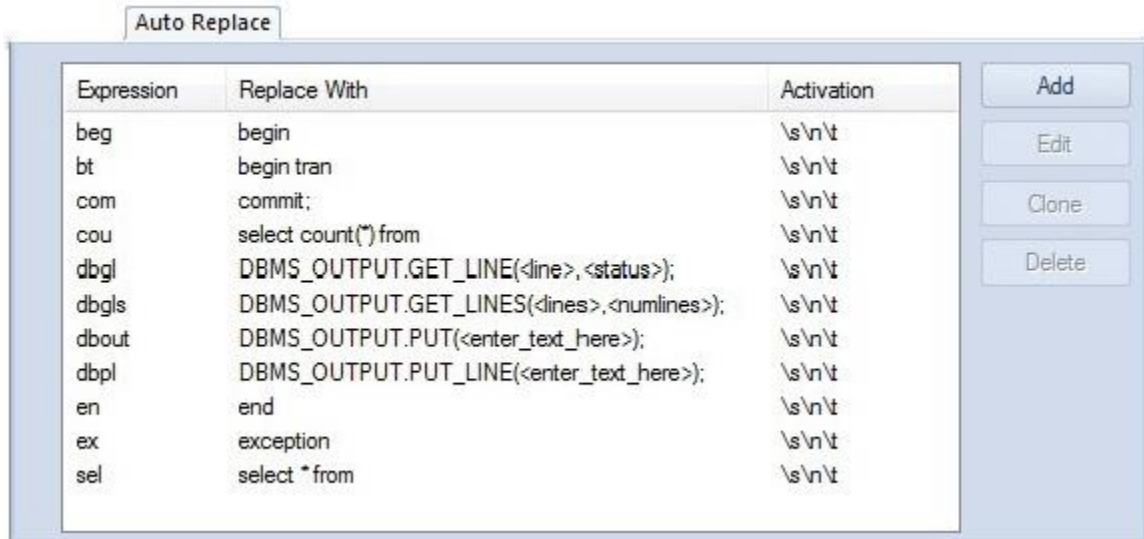 Auto Replace
Expression Replace With Activation
beg begin \s\n\t
bt begin tran \s\n\t
com commit; \s\n\t
cou select count(*) from \s\n\t
dbgl DBMS_OUTPUT.GET_LINE(<line>,<status>); \s\n\t
dbgls DBMS_OUTPUT.GET_LINES(<lines>,<numlines>); \s\n\t
dbout DBMS_OUTPUT.PUT(<enter_text_here>); \s\n\t
dbpl DBMS_OUTPUT.PUT_LINE(<enter_text_here>); \s\n\t
en end \s\n\t
ex exception \s\n\t
sel select * from \s\n\t
Add
Edit
Clone
Delete